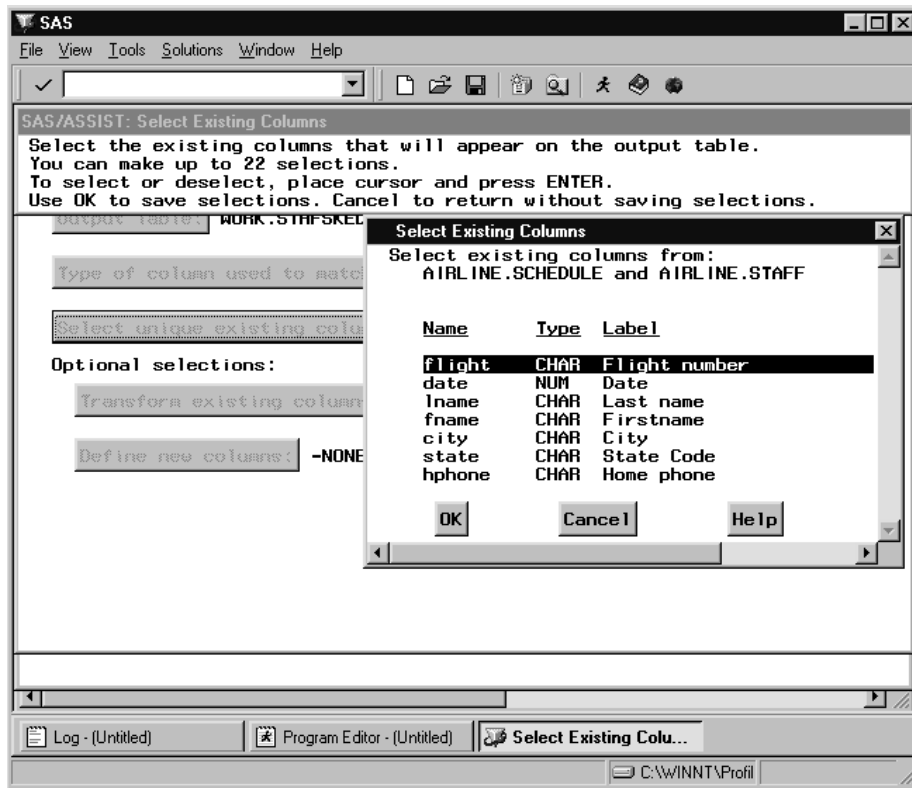 SAS
File View Tools Solutions Window Help
SAS/ASSIST: Select Existing Columns
Select the existing columns that will appear on the output table.
You can make up to 22 selections.
To select or deselect, place cursor and press ENTER.
Use OK to save selections. Cancel to return without saving selections.
Output table: WORK.STAFSKED
Type of column used to match
Select unique existing colu
Optional selections:
Transform existing column
Define new columns: -NONE
Select Existing Columns
Select existing columns from:
AIRLINE.SCHEDULE and AIRLINE.STAFF
Name Type Label
flight CHAR Flight number
date NUM Date
lname CHAR Last name
fname CHAR Firstname
city CHAR City
state CHAR State Code
hphone CHAR Home phone
OK Cancel Help
Log - (Untitled) Program Editor - (Untitled) Select Existing Colu...
C:\WINNT\Profil